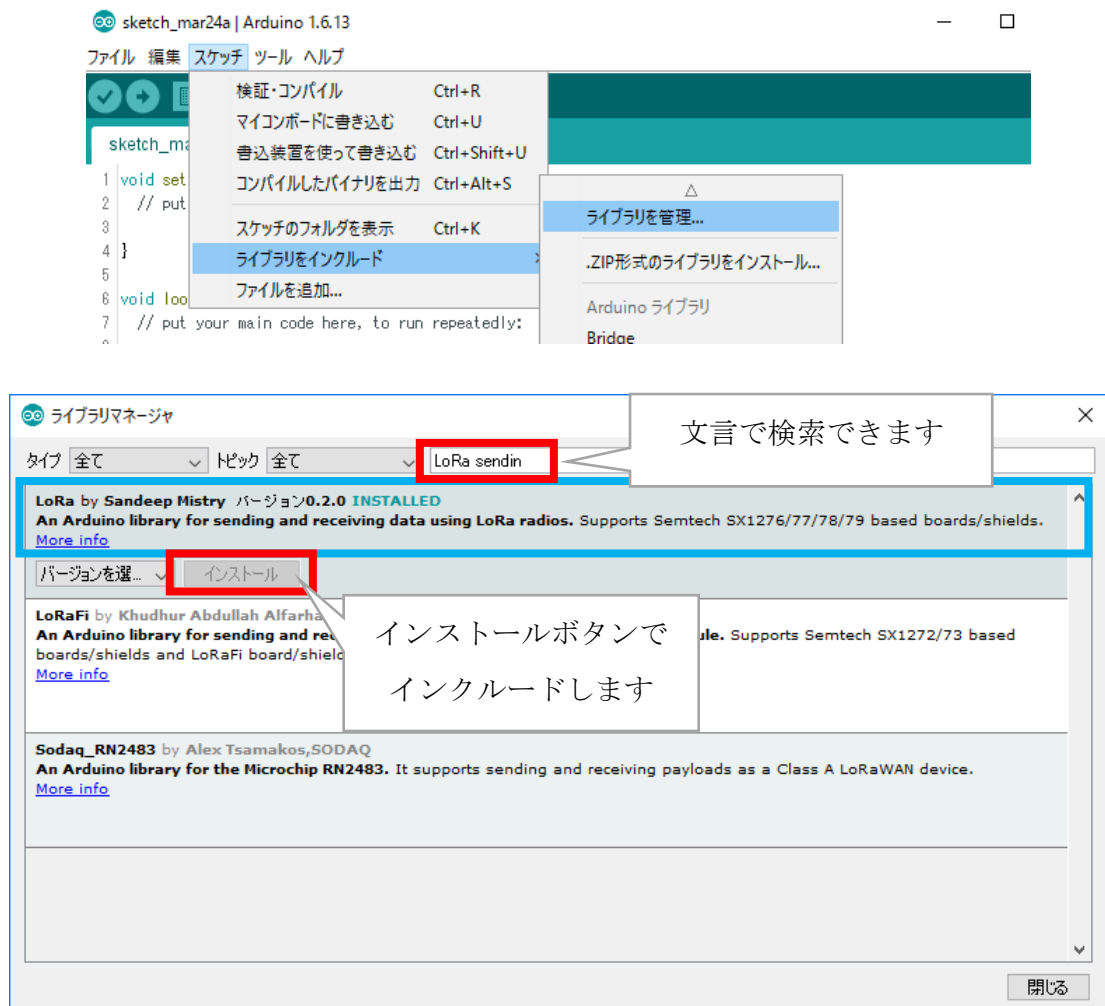 sketch_mar24a | Arduino 1.6.13
ファイル 編集 スケッチ ツール ヘルプ
検証・コンパイル Ctrl+R
マイコンボードに書き込む Ctrl+U
sketch_ma
書込装置を使って書き込む Ctrl+Shift+U
1 void set
コンパイルしたバイナリを出力 Ctrl+Alt+S
2 // put
3
スケッチのフォルダを表示 Ctrl+K
ライブラリを管理...
4 }
ライブラリをインクルード
.ZIP形式のライブラリをインストール...
5
6 void loo
ファイルを追加...
Arduino ライブラリ
7 // put your main code here, to run repeatedly:
Bridge
ライブラリマネージャ
文言で検索できます
タイプ 全て トピック 全て LoRa sendin
LoRa by Sandeep Mistry バージョン0.2.0 INSTALLED
An Arduino library for sending and receiving data using LoRa radios. Supports Semtech SX1276/77/78/79 based boards/shields.
More info
バージョンを選... インストール
LoRaFi by Khudhur Abdullah Alfarha
An Arduino library for sending and rec
ule. Supports Semtech SX1272/73 based
boards/shields and LoRaFi board/shield
More info
インストールボタンで
インクルードします
Sodaq_RN2483 by Alex Tsamakos,SODAQ
An Arduino library for the Microchip RN2483. It supports sending and receiving payloads as a Class A LoRaWAN device.
More info
閉じる